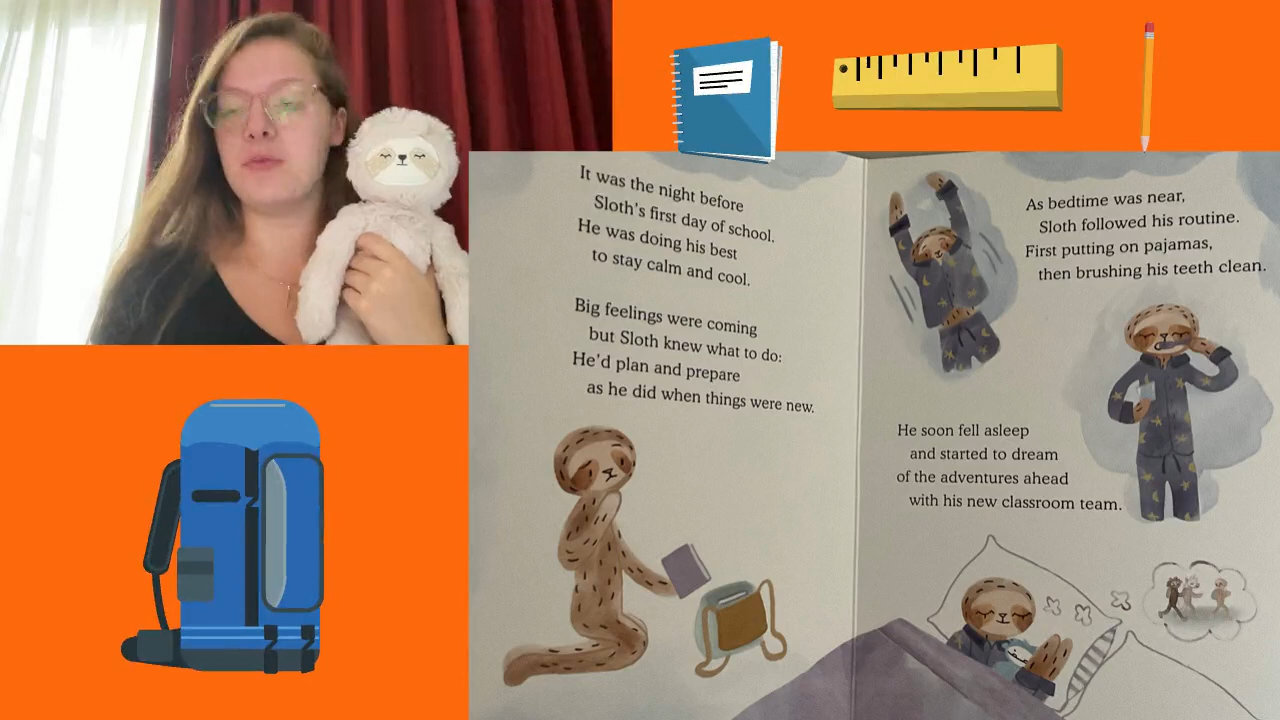 It was the night before
Sloth's first day of school.
He was doing his best
to stay calm and cool.
Big feelings were coming
but Sloth knew what to do:
He'd plan and prepare
as he did when things were new.
As bedtime was near,
Sloth followed his routine.
First putting on pajamas,
then brushing his teeth clean.
He soon fell asleep
and started to dream
of the adventures ahead
with his new classroom team.